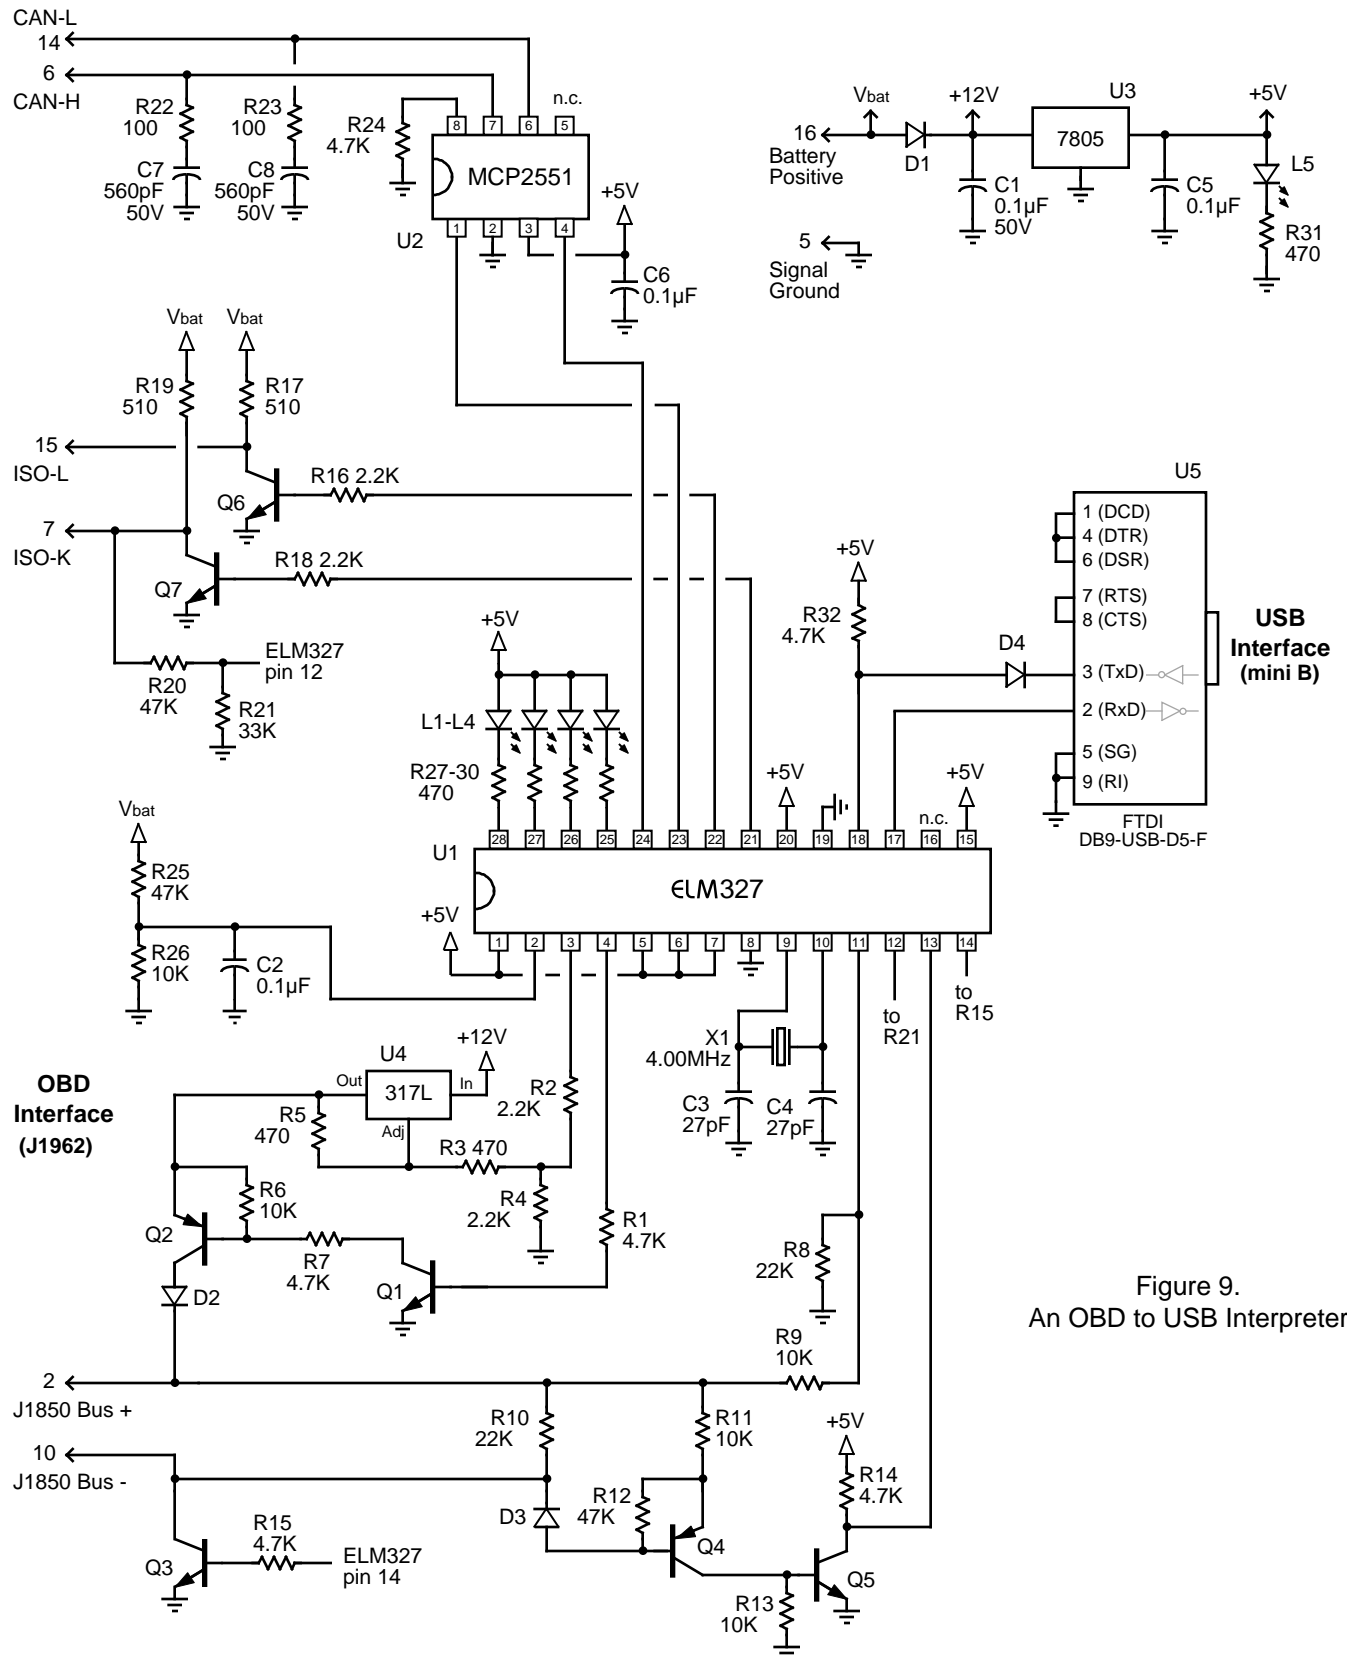 CAN-L
14
6
CAN-H
R22
100
R23
100
C7
560pF
50V
C8
560pF
50V
R24
4.7K
n.c.
8
7
6
5
MCP2551
1
2
3
4
U2
+5V
C6
0.1µF
Vbat
+12V
U3
+5V
16
Battery
Positive
D1
7805
L5
C1
0.1µF
50V
C5
0.1µF
R31
470
5
Signal
Ground
Vbat
Vbat
R19
510
R17
510
15
ISO-L
R16 2.2K
Q6
7
ISO-K
R18 2.2K
Q7
ELM327
pin 12
R20
47K
R21
33K
+5V
L1-L4
R27-30
470
+5V
R32
4.7K
D4
U5
1 (DCD)
4 (DTR)
6 (DSR)
7 (RTS)
8 (CTS)
3 (TxD)
2 (RxD)
5 (SG)
9 (RI)
USB
Interface
(mini B)
FTDI
DB9-USB-D5-F
+5V
+5V
n.c.
28
27
26
25
24
23
22
21
20
19
18
17
16
15
U1
ELM327
+5V
1
2
3
4
5
6
7
8
9
10
11
12
13
14
to
R21
to
R15
Vbat
R25
47K
R26
10K
C2
0.1µF
X1
4.00MHz
C3
27pF
C4
27pF
OBD
Interface
(J1962)
U4
+12V
Out
317L
In
Adj
R5
470
R3 470
R2
2.2K
R4
2.2K
R1
4.7K
R6
10K
Q2
R7
4.7K
Q1
D2
R8
22K
R9
10K
Figure 9.
An OBD to USB Interpreter
2
J1850 Bus +
10
J1850 Bus -
R10
22K
R11
10K
+5V
R14
4.7K
D3
R12
47K
Q4
R15
4.7K
Q3
ELM327
pin 14
R13
10K
Q5